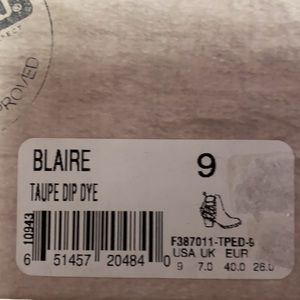 PROVED
BLAIRE 9
TAUPE DIP DYE
10943
F387011-TPED-9
USA UK EUR
9 7.0 40.0 26.0
6 51457 20484 0